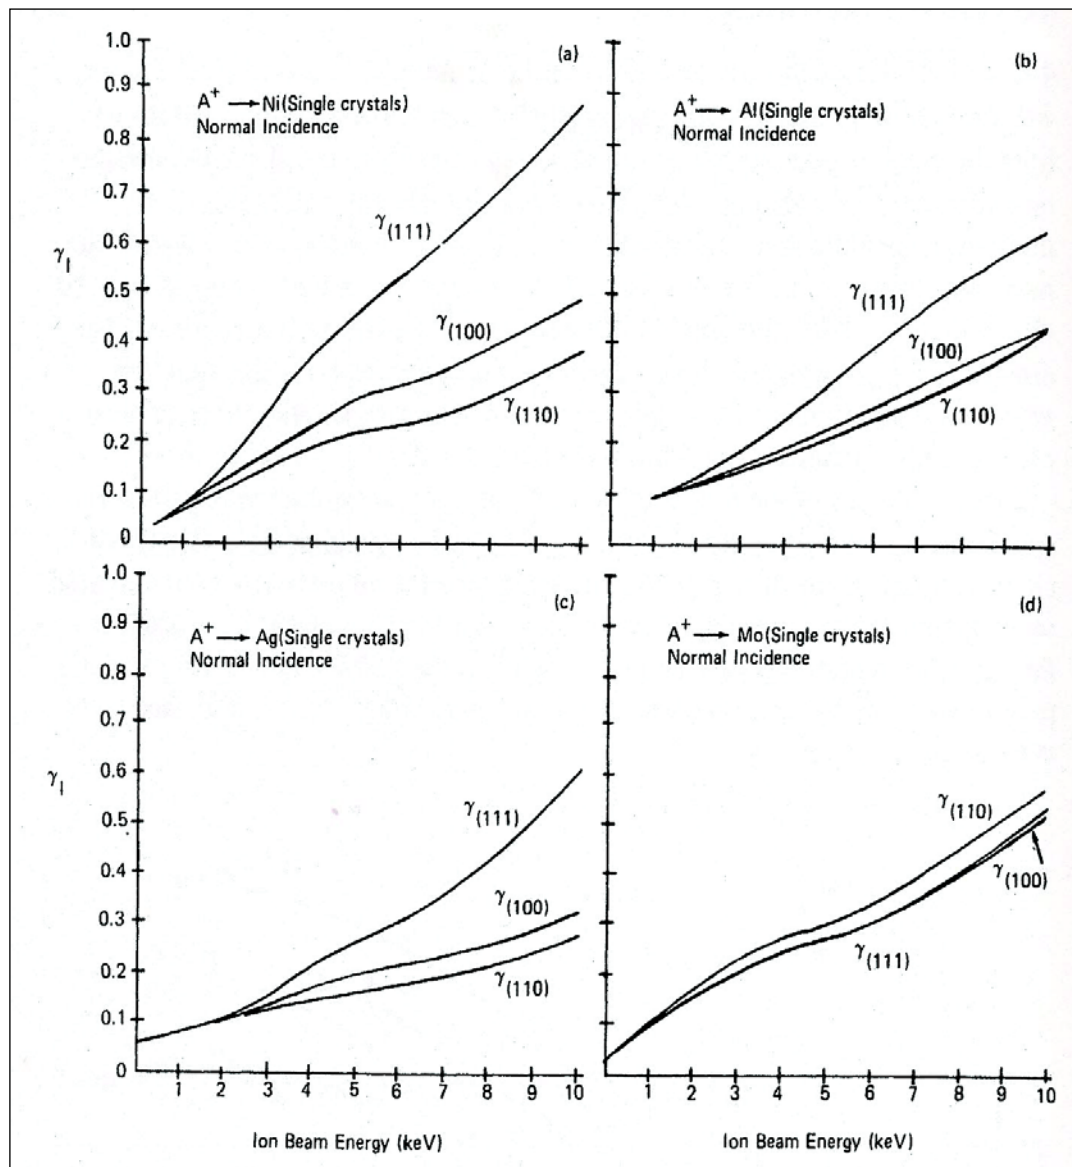 1.0
0.9
0.8
0.7
0.6
0.5
0.4
0.3
0.2
0.1
0
γI
(a)
A+ → Ni(Single crystals)
Normal Incidence
γ(111)
γ(100)
γ(110)
(b)
A+ → Al(Single crystals)
Normal Incidence
γ(111)
γ(100)
γ(110)
1.0
0.9
0.8
0.7
0.6
0.5
0.4
0.3
0.2
0.1
0
γI
(c)
A+ → Ag(Single crystals)
Normal Incidence
γ(111)
γ(100)
γ(110)
1 2 3 4 5 6 7 8 9 10
Ion Beam Energy (keV)
(d)
A+ → Mo(Single crystals)
Normal Incidence
γ(110)
γ(100)
γ(111)
1 2 3 4 5 6 7 8 9 10
Ion Beam Energy (keV)